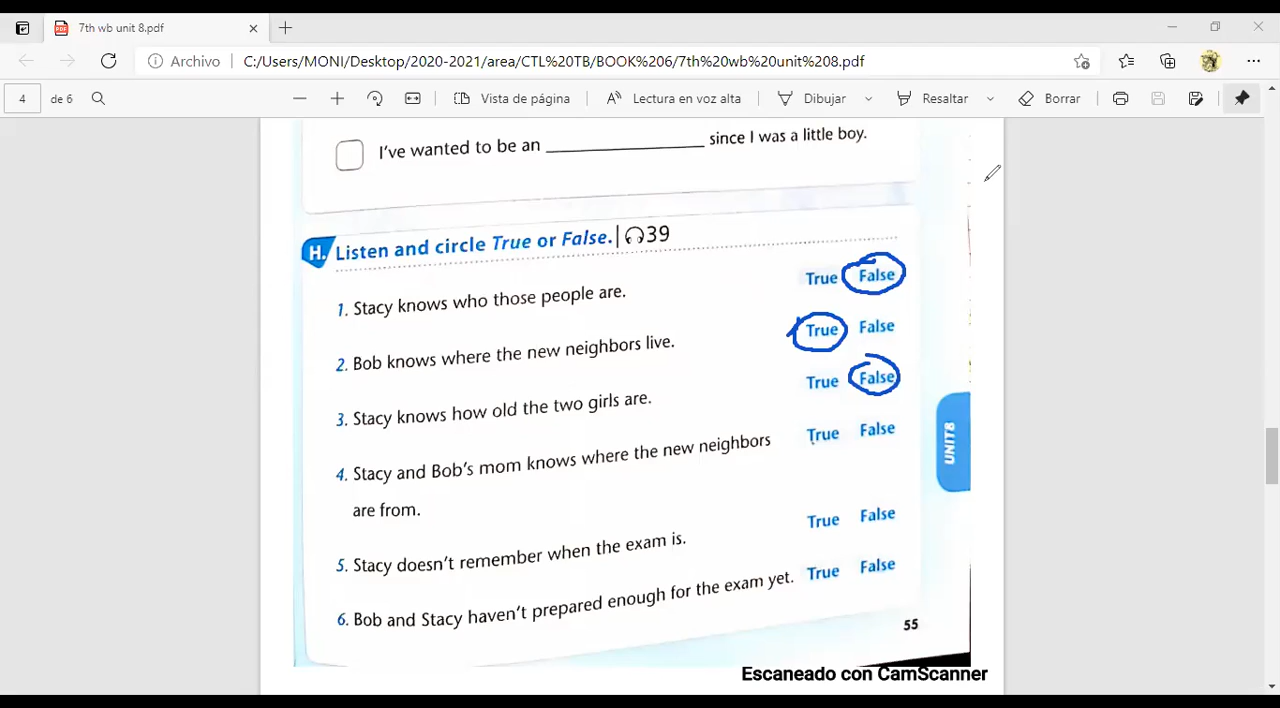 7th wb unit 8.pdf
Archivo C:/Users/MONI/Desktop/2020-2021/area/CTL%20TB/BOOK%206/7th%20wb%20unit%208.pdf
4 de 6 Vista de página Lectura en voz alta Dibujar Resaltar Borrar
I've wanted to be an ____________ since I was a little boy.
H. Listen and circle True or False. | 39
1. Stacy knows who those people are. True False
2. Bob knows where the new neighbors live. True False
3. Stacy knows how old the two girls are. True False
4. Stacy and Bob's mom knows where the new neighbors True False
are from.
5. Stacy doesn't remember when the exam is. True False
6. Bob and Stacy haven't prepared enough for the exam yet. True False
UNIT8
55
Escaneado con CamScanner